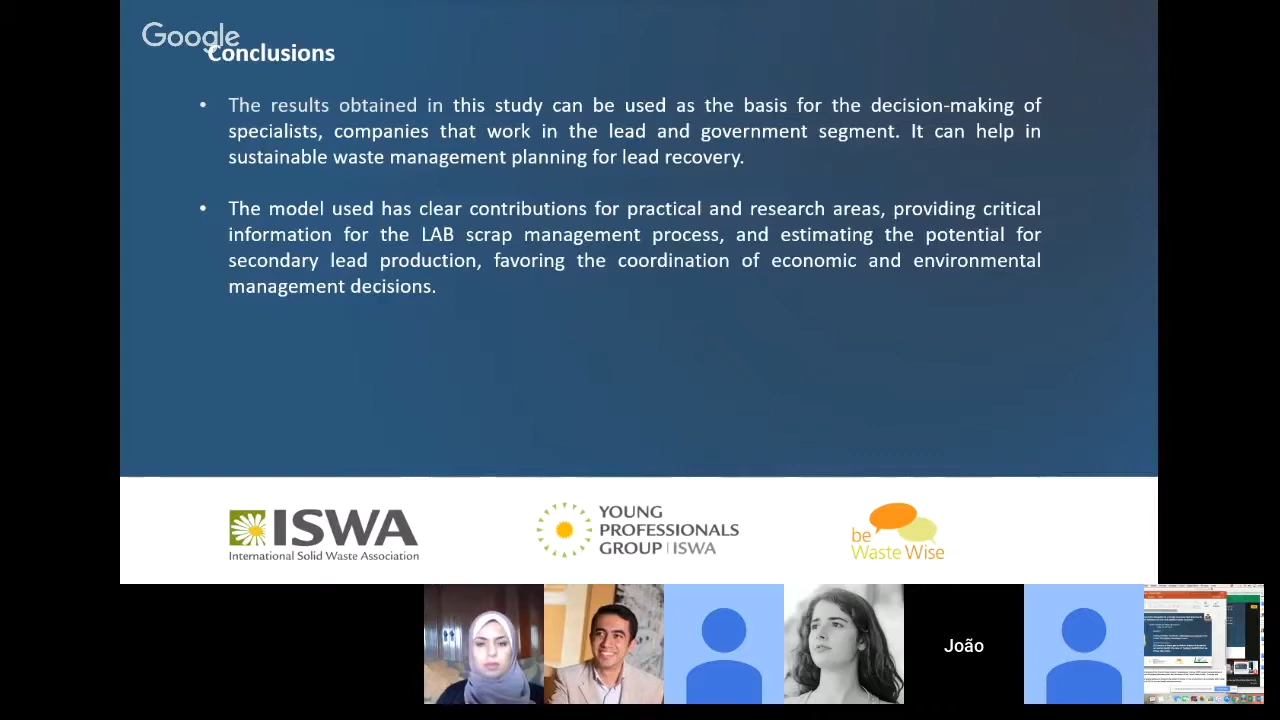 Google
Conclusions
• The results obtained in this study can be used as the basis for the decision-making of
specialists, companies that work in the lead and government segment. It can help in
sustainable waste management planning for lead recovery.
• The model used has clear contributions for practical and research areas, providing critical
information for the LAB scrap management process, and estimating the potential for
secondary lead production, favoring the coordination of economic and environmental
management decisions.
ISWA
International Solid Waste Association
YOUNG
PROFESSIONALS
GROUP | ISWA
be
Waste Wise
João